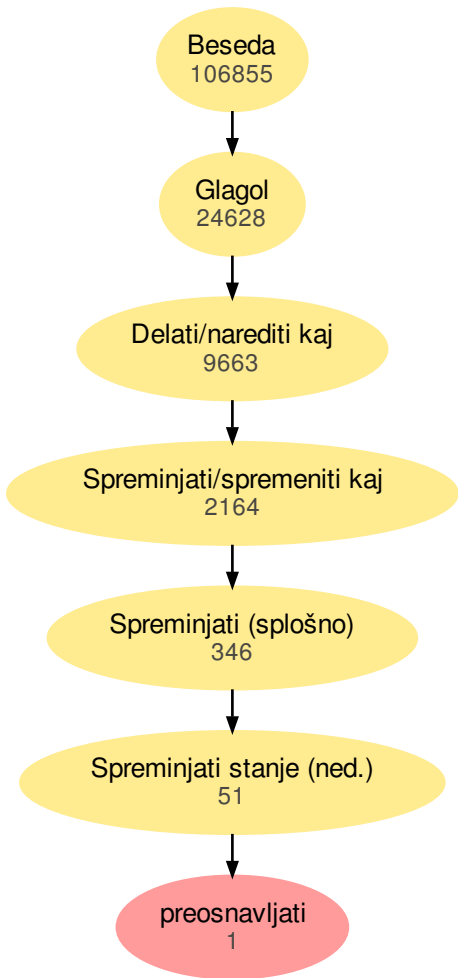 Beseda
106855
Glagol
24628
Delati/narediti kaj
9663
Spreminjati/spremeniti kaj
2164
Spreminjati (splošno)
346
Spreminjati stanje (ned.)
51
preosnavljati
1